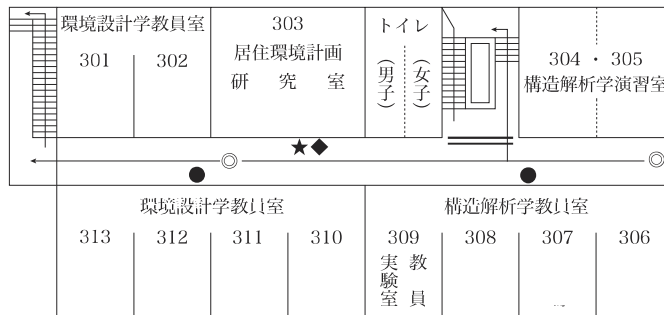 環境設計学教員室
301
302
303
居住環境計画
研究室
トイレ
(男子)
(女子)
304・305
構造解析学演習室
環境設計学教員室
313
312
311
310
構造解析学教員室
309
教員
実験室
308
307
306